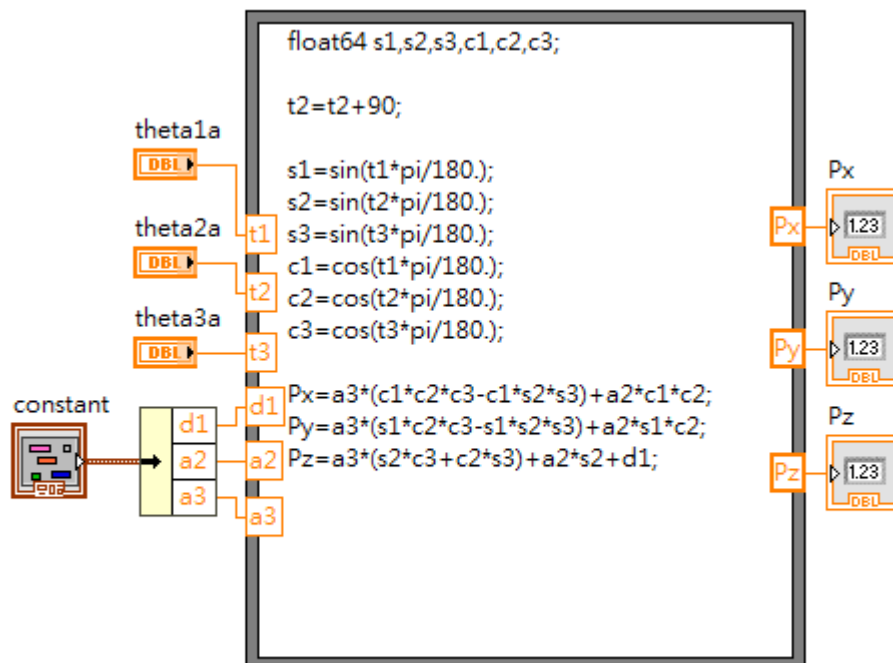 float64 s1,s2,s3,c1,c2,c3;
t2=t2+90;
s1=sin(t1*pi/180.);
s2=sin(t2*pi/180.);
s3=sin(t3*pi/180.);
c1=cos(t1*pi/180.);
c2=cos(t2*pi/180.);
c3=cos(t3*pi/180.);
Px=a3*(c1*c2*c3-c1*s2*s3)+a2*c1*c2;
Py=a3*(s1*c2*c3-s1*s2*s3)+a2*s1*c2;
Pz=a3*(s2*c3+c2*s3)+a2*s2+d1;
theta1a
DBL
theta2a
DBL
theta3a
DBL
constant
d1
a2
a3
t1
t2
t3
d1
a2
a3
Px
Py
Pz
Px
1.23
DBL
Py
1.23
DBL
Pz
1.23
DBL